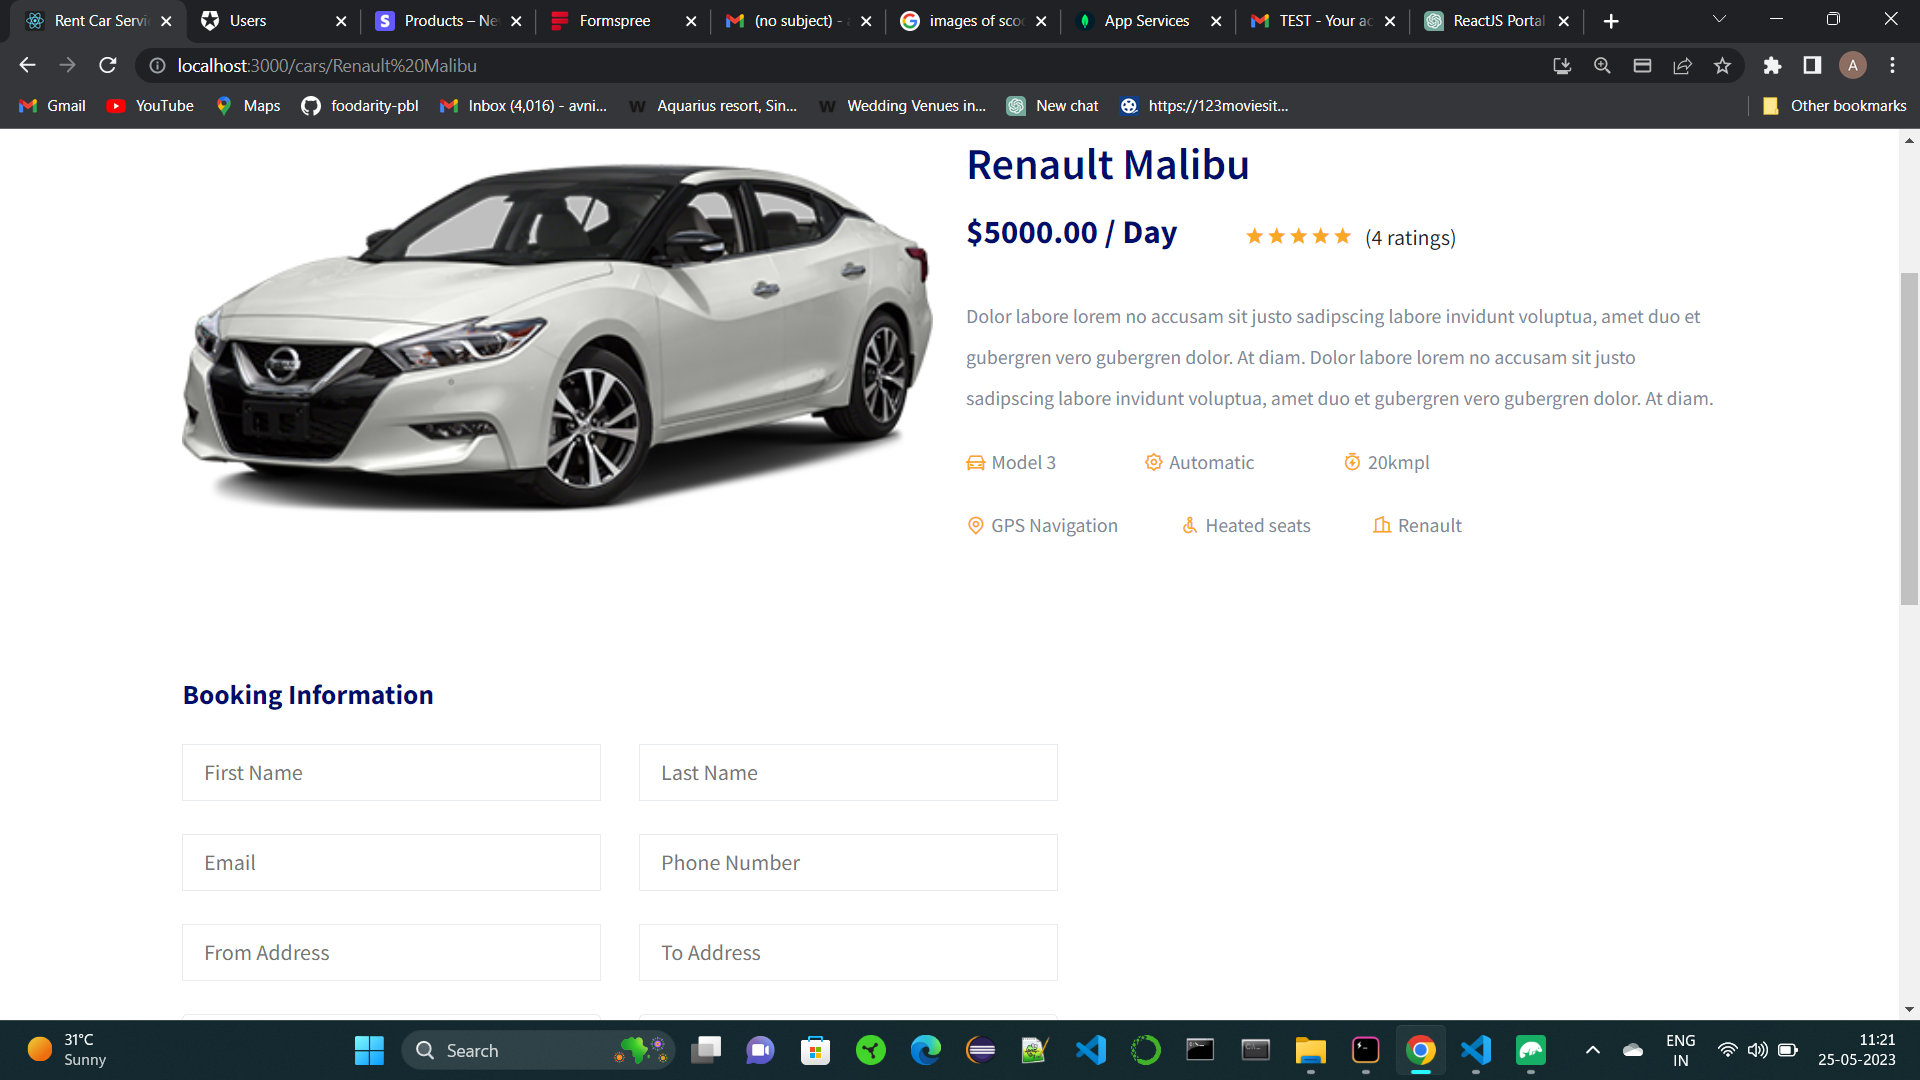 Rent Car Servi
Users
Products – Ne
Formspree
(no subject) - a
images of scoo
App Services
TEST - Your ac
ReactJS Portal
localhost:3000/cars/Renault%20Malibu
A
Gmail
YouTube
Maps
foodarity-pbl
Inbox (4,016) - avni...
Aquarius resort, Sin...
Wedding Venues in...
New chat
https://123moviesit...
Other bookmarks
Renault Malibu
$5000.00 / Day
(4 ratings)
Dolor labore lorem no accusam sit justo sadipscing labore invidunt voluptua, amet duo et
gubergren vero gubergren dolor. At diam. Dolor labore lorem no accusam sit justo
sadipscing labore invidunt voluptua, amet duo et gubergren vero gubergren dolor. At diam.
Model 3
Automatic
20kmpl
GPS Navigation
Heated seats
Renault
Booking Information
First Name
Last Name
Email
Phone Number
From Address
To Address
31°C
Sunny
Search
ENG
IN
11:21
25-05-2023